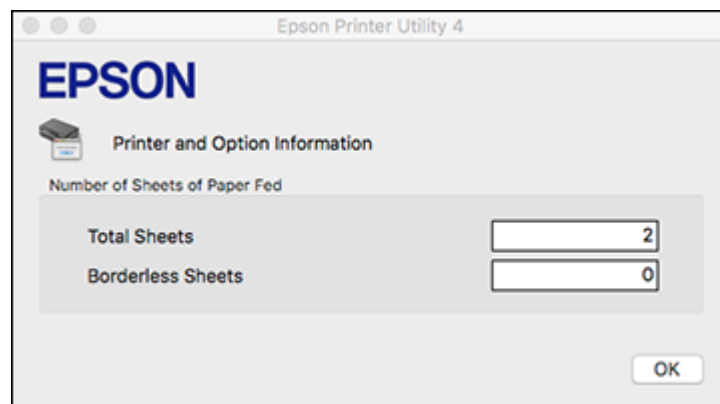 Epson Printer Utility 4
EPSON
Printer and Option Information
Number of Sheets of Paper Fed
Total Sheets 2
Borderless Sheets 0
OK